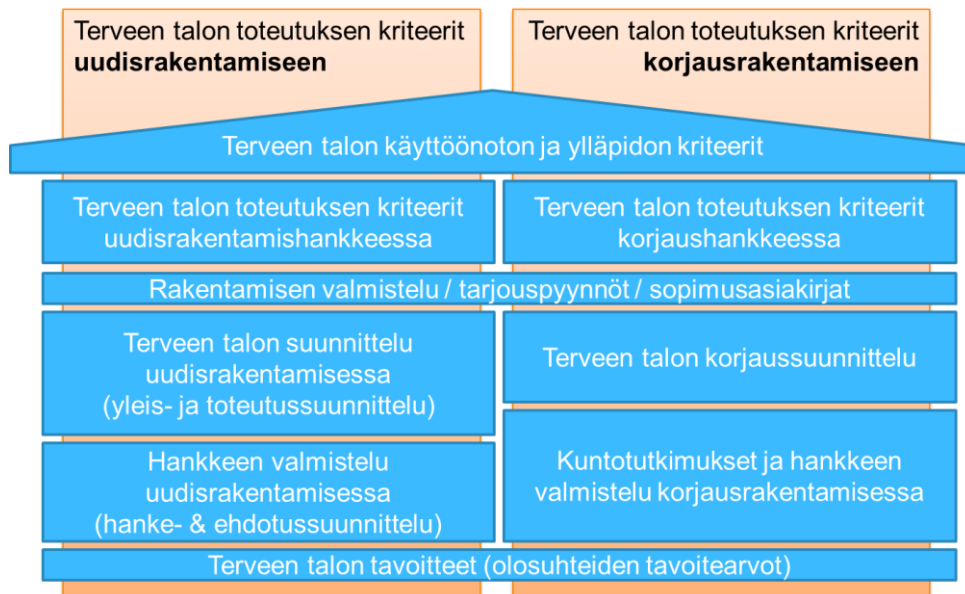 Terveen talon toteutuksen kriteerit
uudisrakentamiseen
Terveen talon toteutuksen kriteerit
korjausrakentamiseen
Terveen talon käyttöönoton ja ylläpidon kriteerit
Terveen talon toteutuksen kriteerit
uudisrakentamishankkeessa
Terveen talon toteutuksen kriteerit
korjaushankkeessa
Rakentamisen valmistelu / tarjouspyynnöt / sopimusasiakirjat
Terveen talon suunnittelu
uudisrakentamisessa
(yleis- ja toteutussuunnittelu)
Terveen talon korjaussuunnittelu
Hankkeen valmistelu
uudisrakentamisessa
(hanke- & ehdotussuunnittelu)
Kuntotutkimukset ja hankkeen
valmistelu korjausrakentamisessa
Terveen talon tavoitteet (olosuhteiden tavoitearvot)